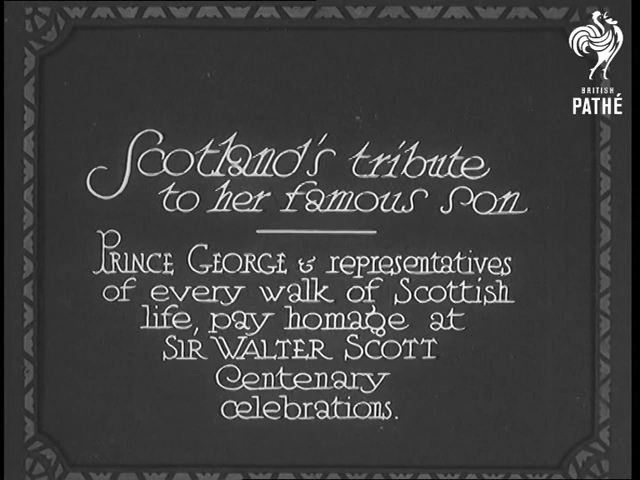 BRITISH
PATHÉ
Scotland's tribute
to her famous son
PRINCE GEORGE & representatives
of every walk of Scottish
life, pay homage at
SIR WALTER SCOTT
Centenary
celebrations.